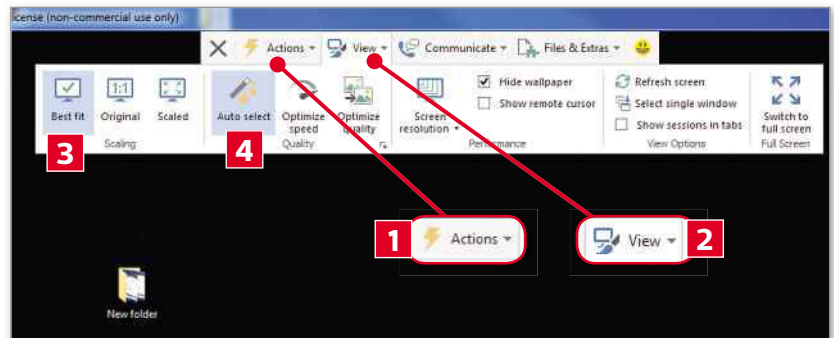 icense (non-commercial use only)
Actions View Communicate Files & Extras
Best fit Original Scaled Auto select Optimize speed Optimize quality Screen resolution
Hide wallpaper
Show remote cursor
Refresh screen
Select single window
Show sessions in tabs
Switch to full screen
3 Scaling 4 Quality Performance View Options Full Screen
1 Actions View 2
New folder